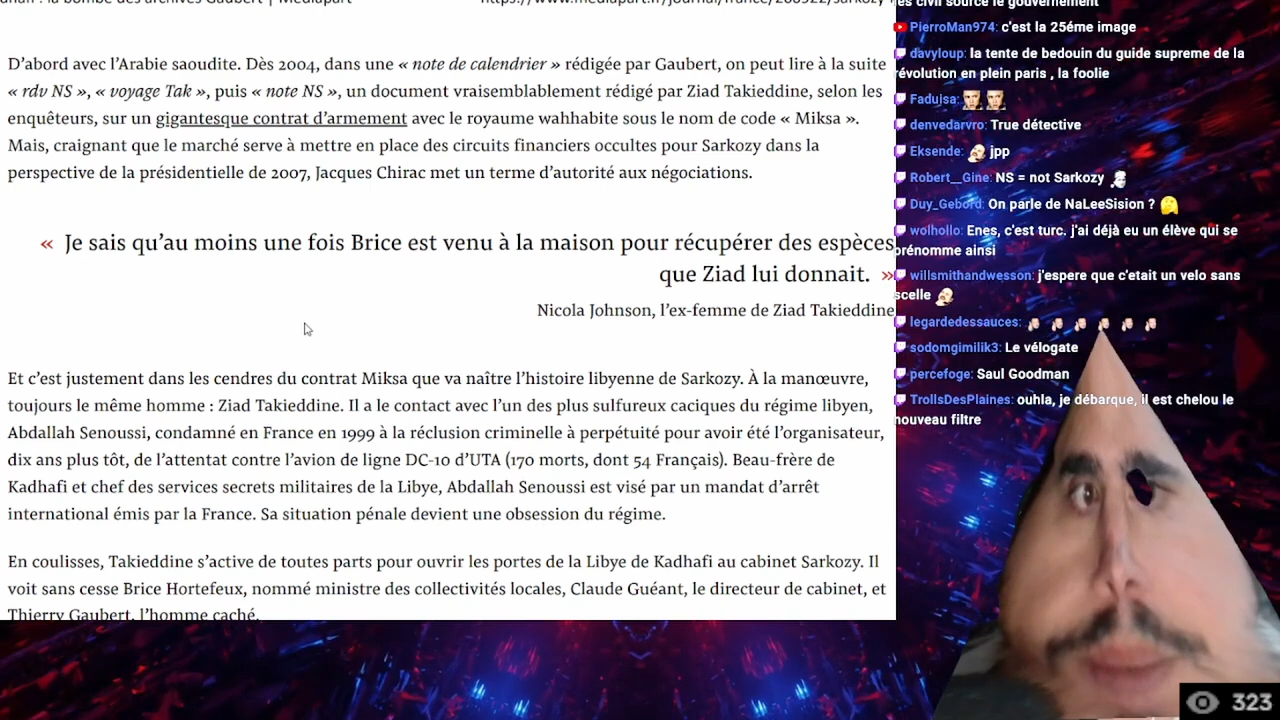 : la bombe des archives Gaubert | Mediapart
D’abord avec l’Arabie saoudite. Dès 2004, dans une « note de calendrier » rédigée par Gaubert, on peut lire à la suite
« rdv NS », « voyage Tak », puis « note NS », un document vraisemblablement rédigé par Ziad Takieddine, selon les
enquêteurs, sur un gigantesque contrat d’armement avec le royaume wahhabite sous le nom de code « Miksa ».
Mais, craignant que le marché serve à mettre en place des circuits financiers occultes pour Sarkozy dans la
perspective de la présidentielle de 2007, Jacques Chirac met un terme d’autorité aux négociations.
« Je sais qu’au moins une fois Brice est venu à la maison pour récupérer des espèces
que Ziad lui donnait. »
Nicola Johnson, l’ex-femme de Ziad Takieddine
Et c’est justement dans les cendres du contrat Miksa que va naître l’histoire libyenne de Sarkozy. À la manœuvre,
toujours le même homme : Ziad Takieddine. Il a le contact avec l’un des plus sulfureux caciques du régime libyen,
Abdallah Senoussi, condamné en France en 1999 à la réclusion criminelle à perpétuité pour avoir été l’organisateur,
dix ans plus tôt, de l’attentat contre l’avion de ligne DC-10 d’UTA (170 morts, dont 54 Français). Beau-frère de
Kadhafi et chef des services secrets militaires de la Libye, Abdallah Senoussi est visé par un mandat d’arrêt
international émis par la France. Sa situation pénale devient une obsession du régime.
En coulisses, Takieddine s’active de toutes parts pour ouvrir les portes de la Libye de Kadhafi au cabinet Sarkozy. Il
voit sans cesse Brice Hortefeux, nommé ministre des collectivités locales, Claude Guéant, le directeur de cabinet, et
Thierry Gaubert, l’homme caché.
es civil source le gouvernement
PierroMan974: c'est la 25éme image
davyloup: la tente de bedouin du guide supreme de la
révolution en plein paris , la foolie
Fadujsa:
denvedarvro: True détective
Eksende: jpp
Robert__Gine: NS = not Sarkozy
Duy_Gebord: On parle de NaLeeSision ?
wolhollo: Enes, c'est turc. j'ai déjà eu un élève qui se
prénomme ainsi
willsmithandwesson: j'espere que c'etait un velo sans
scelle
legardedessauces:
sodomgimilik3: Le vélogate
percefoge: Saul Goodman
TrollsDesPlaines: ouhla, je débarque, il est chelou le
nouveau filtre
323